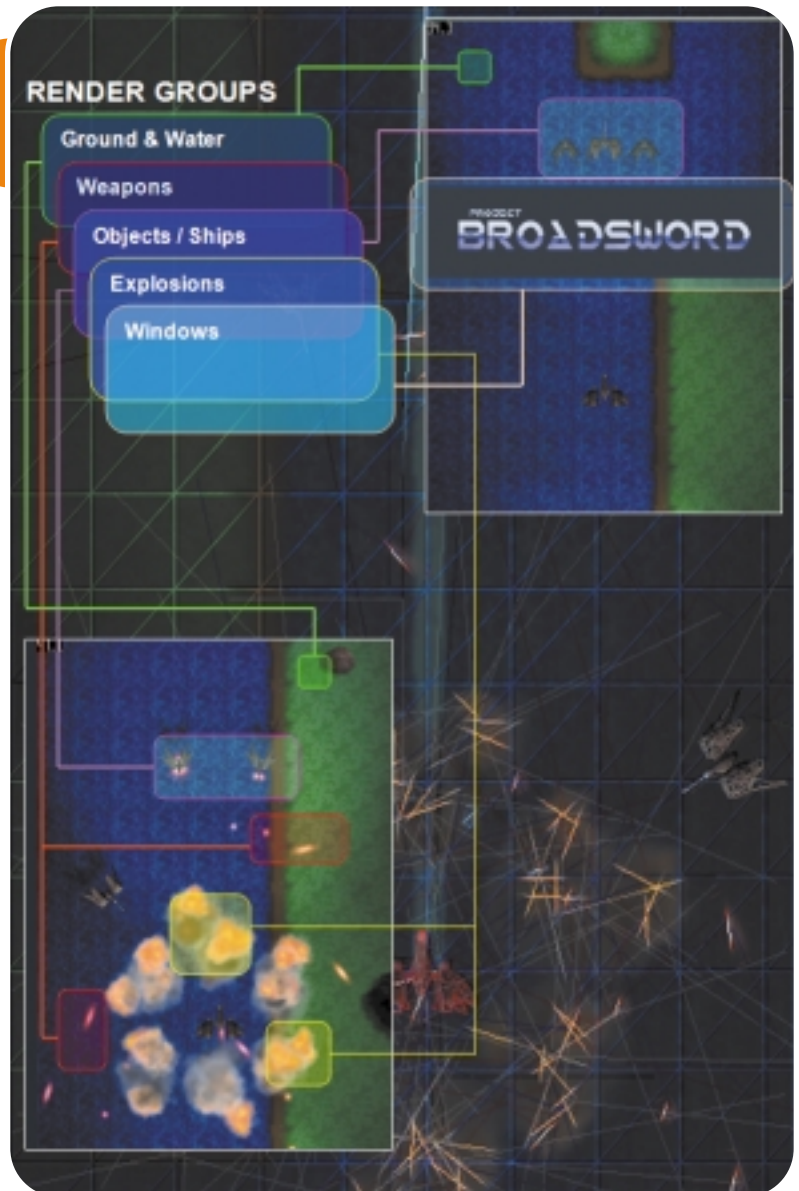 RENDER GROUPS
Ground & Water
Weapons
Objects / Ships
Explosions
Windows
PROJECT
BROADSWORD